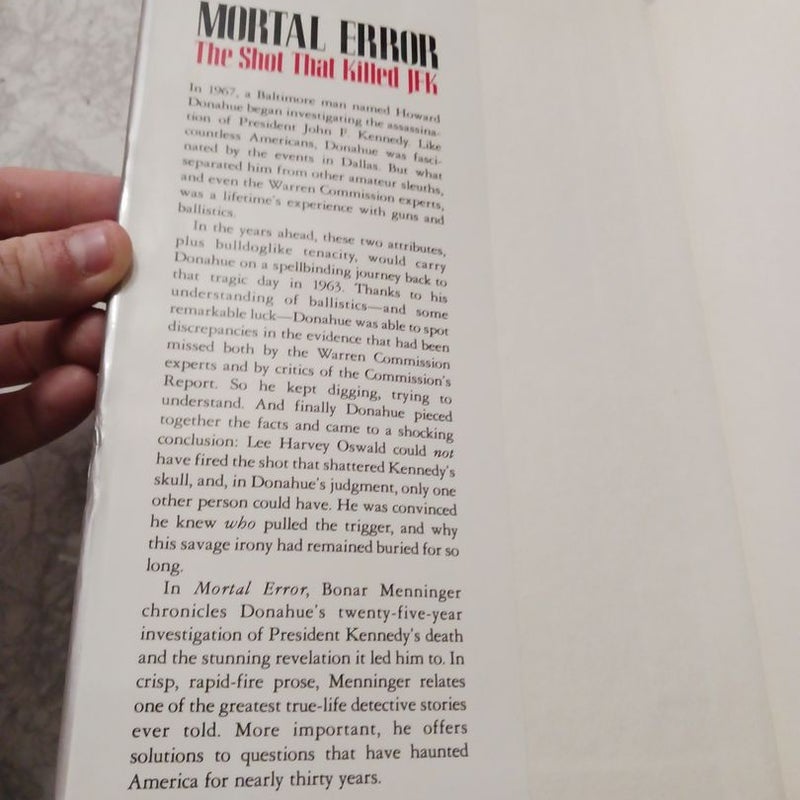 MORTAL ERROR
The Shot That Killed JFK
In 1967, a Baltimore man named Howard
Donahue began investigating the assassina-
tion of President John F. Kennedy. Like
countless Americans, Donahue was fasci-
nated by the events in Dallas. But what
separated him from other amateur sleuths,
and even the Warren Commission experts,
was a lifetime's experience with guns and
ballistics.
In the years ahead, these two attributes,
plus bulldoglike tenacity, would carry
Donahue on a spellbinding journey back to
that tragic day in 1963. Thanks to his
understanding of ballistics—and some
remarkable luck—Donahue was able to spot
discrepancies in the evidence that had been
missed both by the Warren Commission
experts and by critics of the Commission's
Report. So he kept digging, trying to
understand. And finally Donahue pieced
together the facts and came to a shocking
conclusion: Lee Harvey Oswald could not
have fired the shot that shattered Kennedy's
skull, and, in Donahue's judgment, only one
other person could have. He was convinced
he knew who pulled the trigger, and why
this savage irony had remained buried for so
long.
In Mortal Error, Bonar Menninger
chronicles Donahue's twenty-five-year
investigation of President Kennedy's death
and the stunning revelation it led him to. In
crisp, rapid-fire prose, Menninger relates
one of the greatest true-life detective stories
ever told. More important, he offers
solutions to questions that have haunted
America for nearly thirty years.